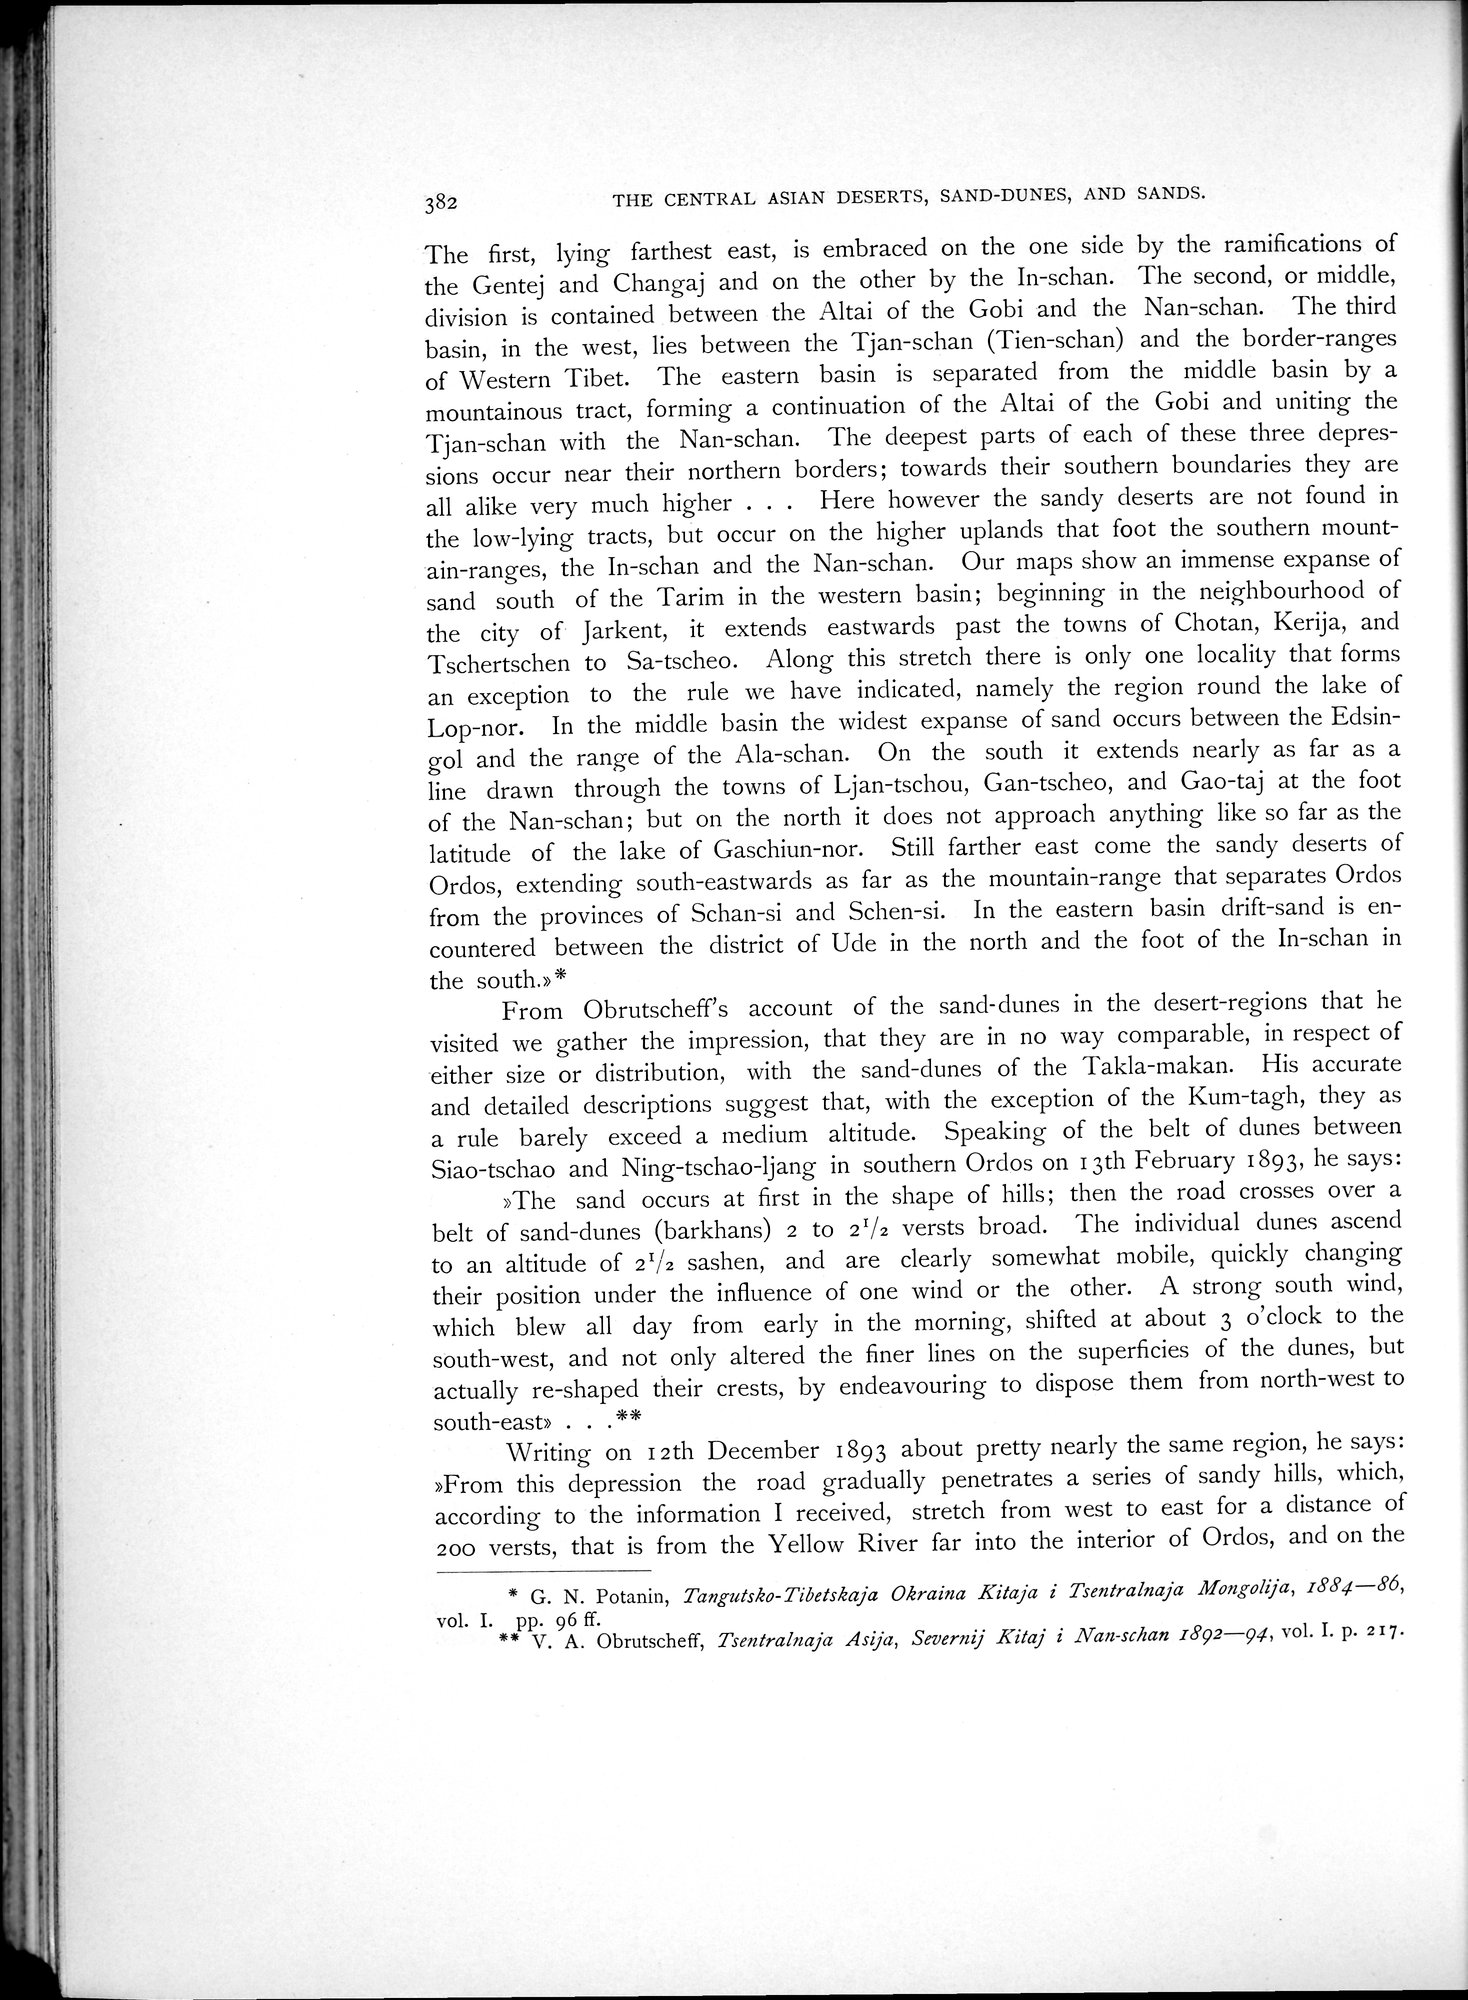 382 THE CENTRAL ASIAN DESERTS, SAND-DUNES, AND SANDS.
The first, lying farthest east, is embraced on the one side by the ramifications of
the Gentej and Changaj and on the other by the In-schan. The second, or middle,
division is contained between the Altai of the Gobi and the Nan-schan. The third
basin, in the west, lies between the Tjan-schan (Tien-schan) and the border-ranges
of Western Tibet. The eastern basin is separated from the middle basin by a
mountainous tract, forming a continuation of the Altai of the Gobi and uniting the
Tjan-schan with the Nan-schan. The deepest parts of each of these three depres-
sions occur near their northern borders; towards their southern boundaries they are
all alike very much higher . . . Here however the sandy deserts are not found in
the low-lying tracts, but occur on the higher uplands that foot the southern mount-
ain-ranges, the In-schan and the Nan-schan. Our maps show an immense expanse of
sand south of the Tarim in the western basin; beginning in the neighbourhood of
the city of Jarkent, it extends eastwards past the towns of Chotan, Kerija, and
Tschertschen to Sa-tscheo. Along this stretch there is only one locality that forms
an exception to the rule we have indicated, namely the region round the lake of
Lop-nor. In the middle basin the widest expanse of sand occurs between the Edsin-
gol and the range of the Ala-schan. On the south it extends nearly as far as a
line drawn through the towns of Ljan-tschou, Gan-tscheo, and Gao-taj at the foot
of the Nan-schan; but on the north it does not approach anything like so far as the
latitude of the lake of Gaschiun-nor. Still farther east come the sandy deserts of
Ordos, extending south-eastwards as far as the mountain-range that separates Ordos
from the provinces of Schan-si and Schen-si. In the eastern basin drift-sand is en-
countered between the district of Ude in the north and the foot of the In-schan in
the south.»*
From Obrutscheff's account of the sand-dunes in the desert-regions that he
visited we gather the impression, that they are in no way comparable, in respect of
either size or distribution, with the sand-dunes of the Takla-makan. His accurate
and detailed descriptions suggest that, with the exception of the Kum-tagh, they as
a rule barely exceed a medium altitude. Speaking of the belt of dunes between
Siao-tschao and Ning-tschao-ljang in southern Ordos on 13th February 1893, he says:
»The sand occurs at first in the shape of hills; then the road crosses over a
belt of sand-dunes (barkhans) 2 to 2 1/2 versts broad. The individual dunes ascend
to an altitude of 2 1/2 sashen, and are clearly somewhat mobile, quickly changing
their position under the influence of one wind or the other. A strong south wind,
which blew all day from early in the morning, shifted at about 3 o'clock to the
south-west, and not only altered the finer lines on the superficies of the dunes, but
actually re-shaped their crests, by endeavouring to dispose them from north-west to
south-east» . . .**
Writing on 12th December 1893 about pretty nearly the same region, he says:
»From this depression the road gradually penetrates a series of sandy hills, which,
according to the information I received, stretch from west to east for a distance of
200 versts, that is from the Yellow River far into the interior of Ordos, and on the
* G. N. Potanin, Tangutsko-Tibetskaja Okraina Kitaja i Tsentralnaja Mongolija, 1884—86,
vol. I. pp. 96 ff.
** V. A. Obrutscheff, Tsentralnaja Asija, Severnij Kitaj i Nan-schan 1892—94, vol. I. p. 217.